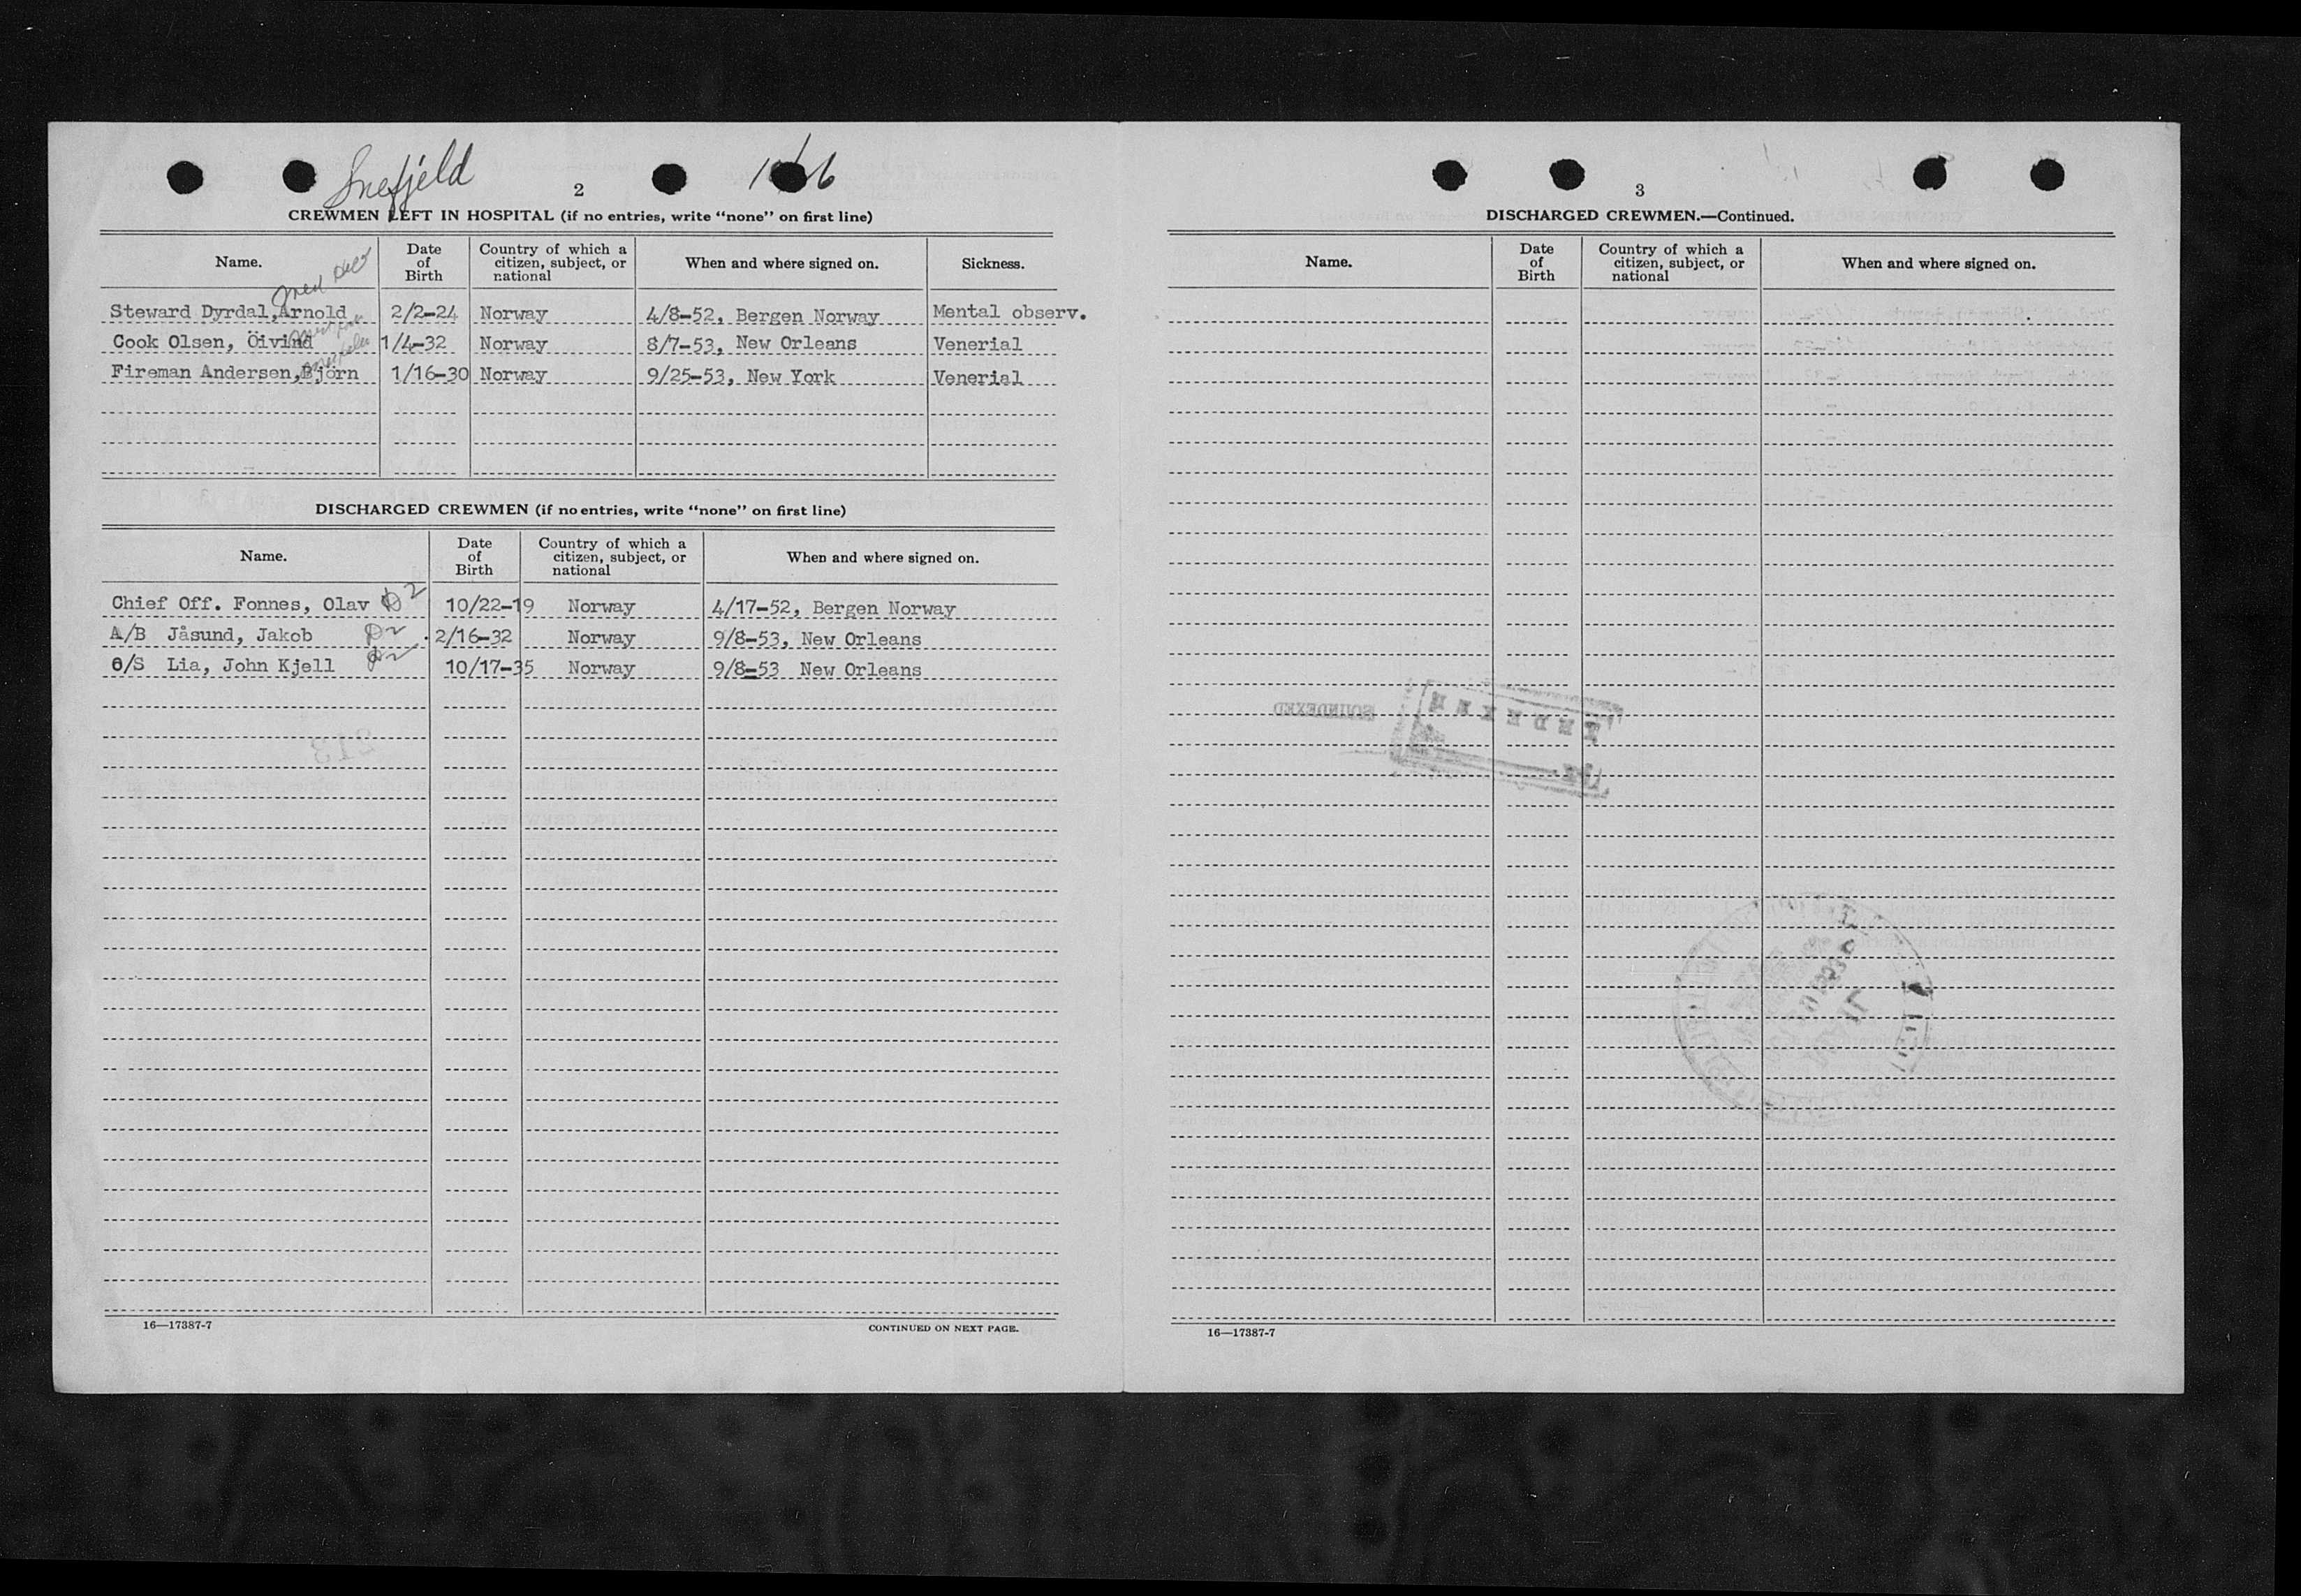 Snefjeld
2
CREWMEN LEFT IN HOSPITAL (if no entries, write “none” on first line)
Name. Date of Birth Country of which a citizen, subject, or national When and where signed on. Sickness.
Steward Dyrdal,Arnold 2/2-24 Norway 4/8-52, Bergen Norway Mental observ.
Cook Olsen, Öivind 1/4-32 Norway 8/7-53, New Orleans Venerial
Fireman Andersen,Björn 1/16-30 Norway 9/25-53, New York Venerial
DISCHARGED CREWMEN (if no entries, write “none” on first line)
Name. Date of Birth Country of which a citizen, subject, or national When and where signed on.
Chief Off. Fonnes, Olav D2 10/22-19 Norway 4/17-52, Bergen Norway
A/B Jåsund, Jakob D2 2/16-32 Norway 9/8-53, New Orleans
O/S Lia, John Kjell D2 10/17-35 Norway 9/8-53 New Orleans
16—17387-7
CONTINUED ON NEXT PAGE.
3
DISCHARGED CREWMEN.—Continued.
Name. Date of Birth Country of which a citizen, subject, or national When and where signed on.
16—17387-7